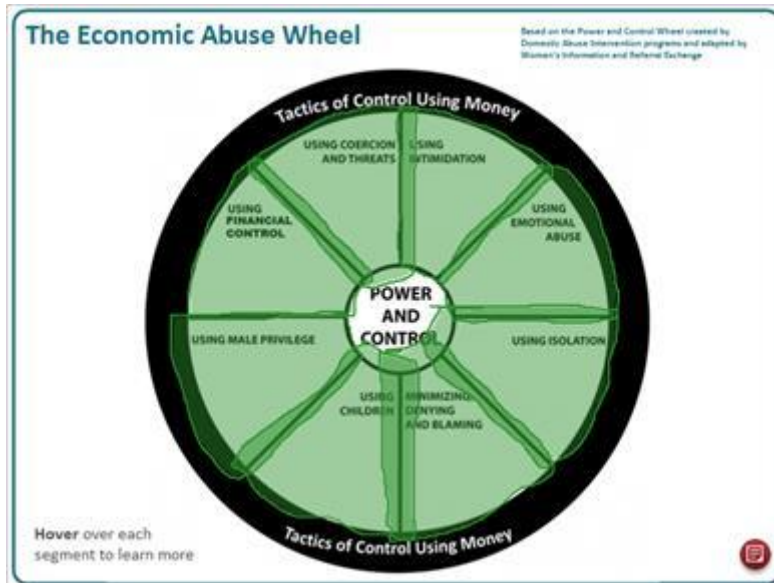 The Economic Abuse Wheel
Based on the Power and Control Wheel created by
Domestic Abuse Intervention programs and adapted by
Women's Information and Referral Exchange
Tactics of Control Using Money
USING COERCION
AND THREATS
USING
INTIMIDATION
USING
FINANCIAL
CONTROL
USING
EMOTIONAL
ABUSE
POWER
AND
CONTROL
USING MALE PRIVILEGE
USING ISOLATION
USING
CHILDREN
MINIMIZING
DENYING
AND BLAMING
Tactics of Control Using Money
Hover over each
segment to learn more